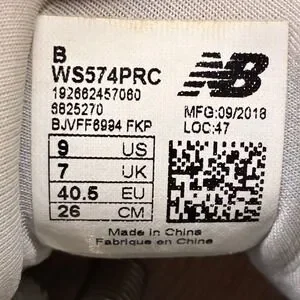 B
WS574PRC
192662457060
6825270
BJVFF6994 FKP
NB
MFG:09/2018
LOC:47
9 US
7 UK
40.5 EU
26 CM
Made in China
Fabriqué en Chine